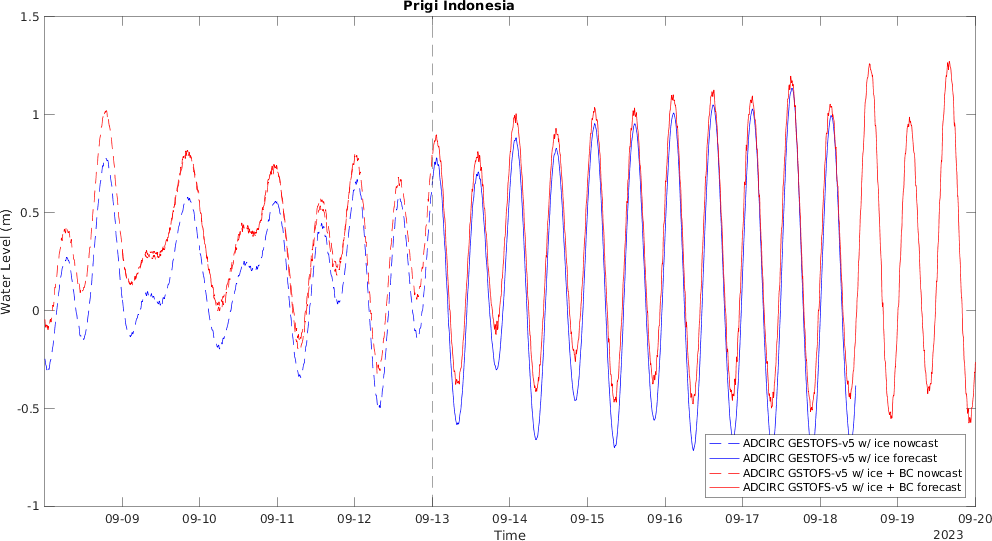 Prigi Indonesia
1.5
1
0.5
0
-0.5
-1
Water Level (m)
ADCIRC GESTOFS-v5 w/ ice nowcast
ADCIRC GESTOFS-v5 w/ ice forecast
ADCIRC GSTOFS-v5 w/ ice + BC nowcast
ADCIRC GSTOFS-v5 w/ ice + BC forecast
09-09 09-10 09-11 09-12 09-13 09-14 09-15 09-16 09-17 09-18 09-19 09-20
Time
2023